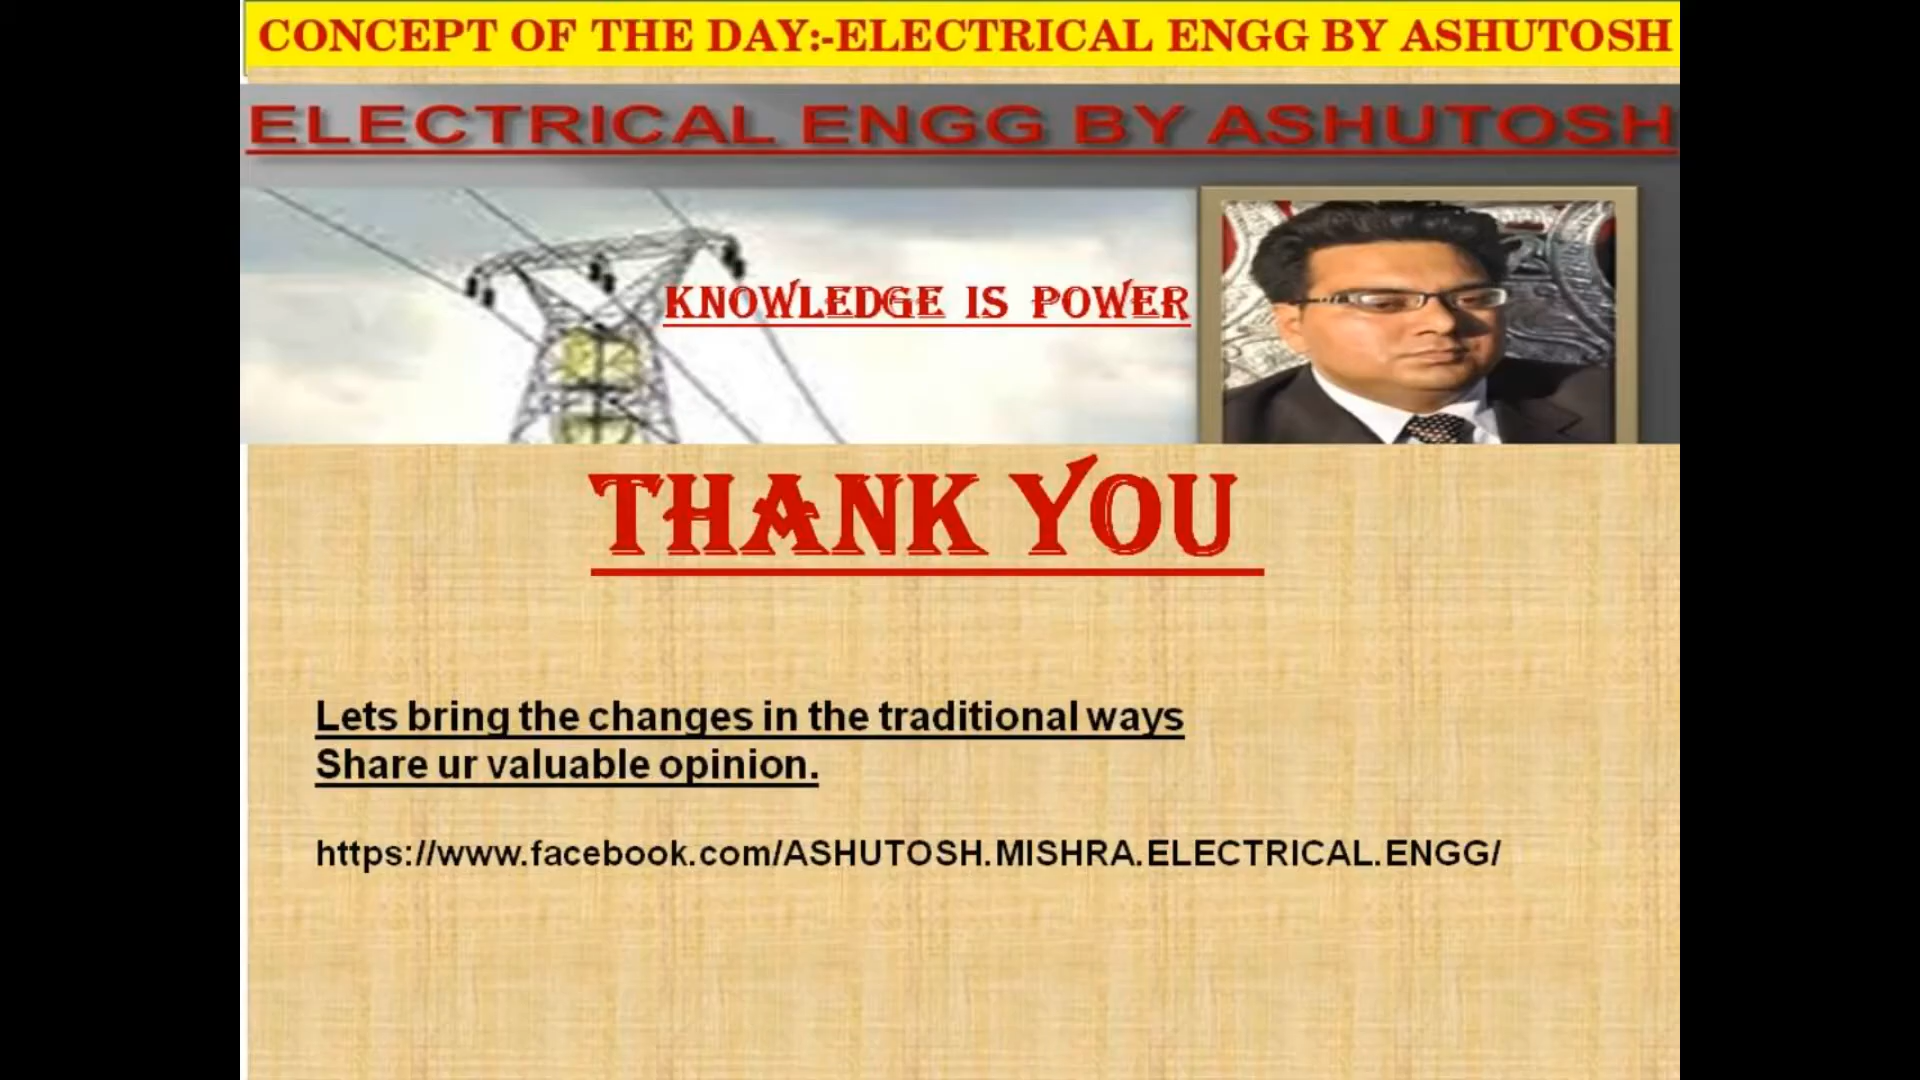 CONCEPT OF THE DAY:-ELECTRICAL ENGG BY ASHUTOSH
ELECTRICAL ENGG BY ASHUTOSH
KNOWLEDGE IS POWER
THANK YOU
Lets bring the changes in the traditional ways
Share ur valuable opinion.
https://www.facebook.com/ASHUTOSH.MISHRA.ELECTRICAL.ENGG/